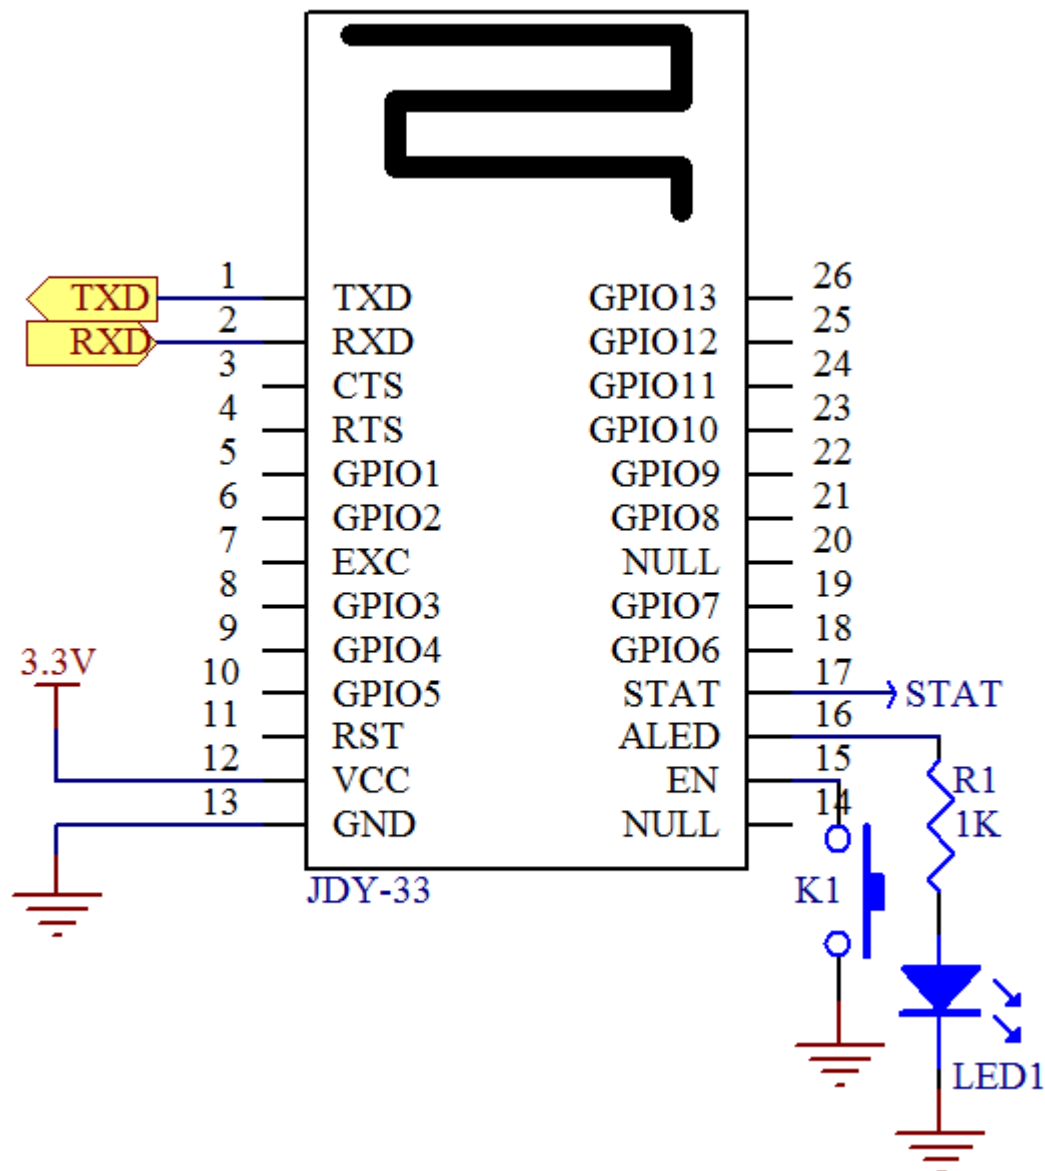 1
TXD TXD GPIO13 26
2
RXD RXD GPIO12 25
3
CTS GPIO11 24
4
RTS GPIO10 23
5
GPIO1 GPIO9 22
6
GPIO2 GPIO8 21
7
EXC NULL 20
8
GPIO3 GPIO7 19
9
GPIO4 GPIO6 18
3.3V
10
GPIO5 STAT 17 STAT
11
RST ALED 16
12
VCC EN 15 R1
13
GND NULL 14 1K
JDY-33
K1
LED1